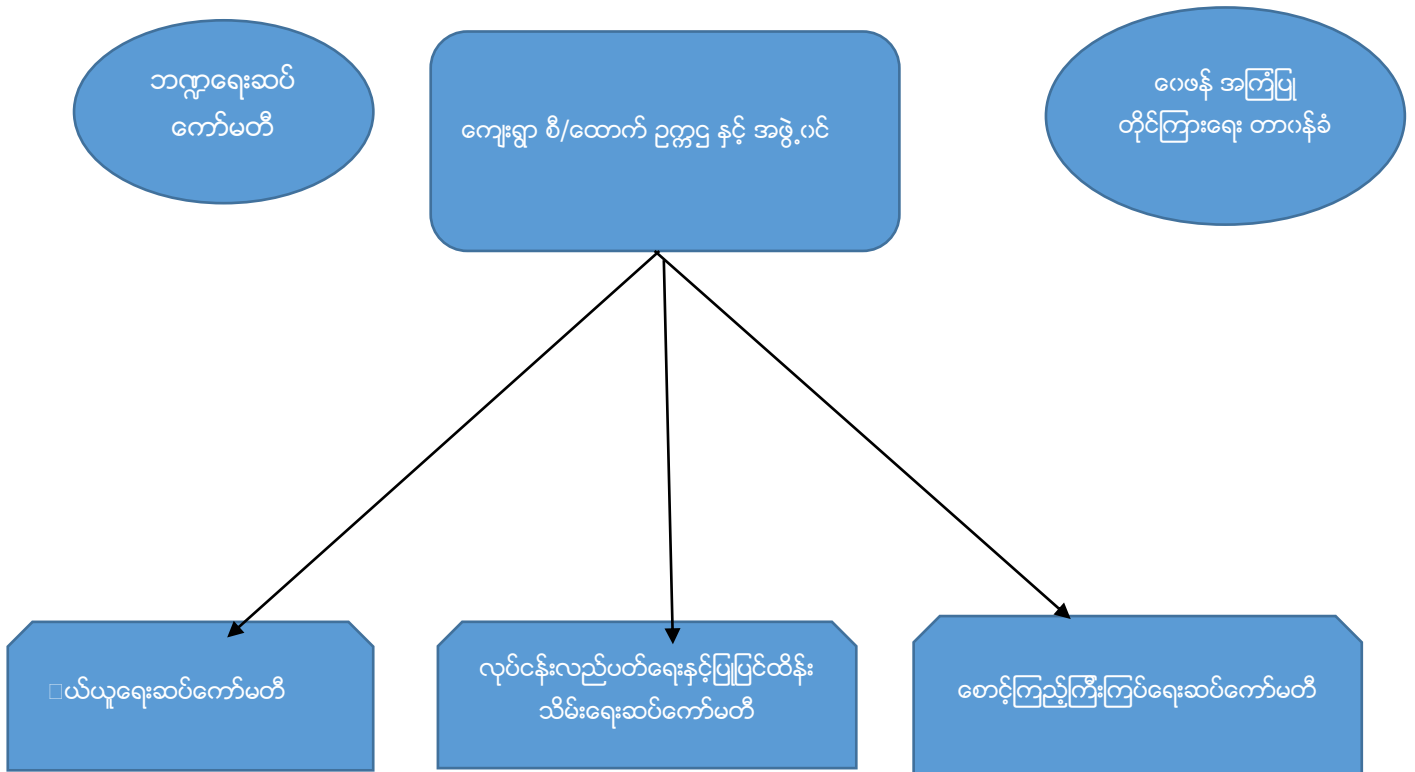 ဘဏ္ဍရေးဆပ်
ကော်မတီ
ကျေးရွာ စီ/ထောက် ဥက္ကဌ နှင့် အဖွဲ့ဝင်
ဝေဖန် အကြံပြု
တိုင်ကြားရေး တာဝန်ခံ
ယ်ယူရေးဆပ်ကော်မတီ
လုပ်ငန်းလည်ပတ်ရေးနှင့်ပြုပြင်ထိန်း
သိမ်းရေးဆပ်ကော်မတီ
စောင့်ကြည့်ကြီးကြပ်ရေးဆပ်ကော်မတီ